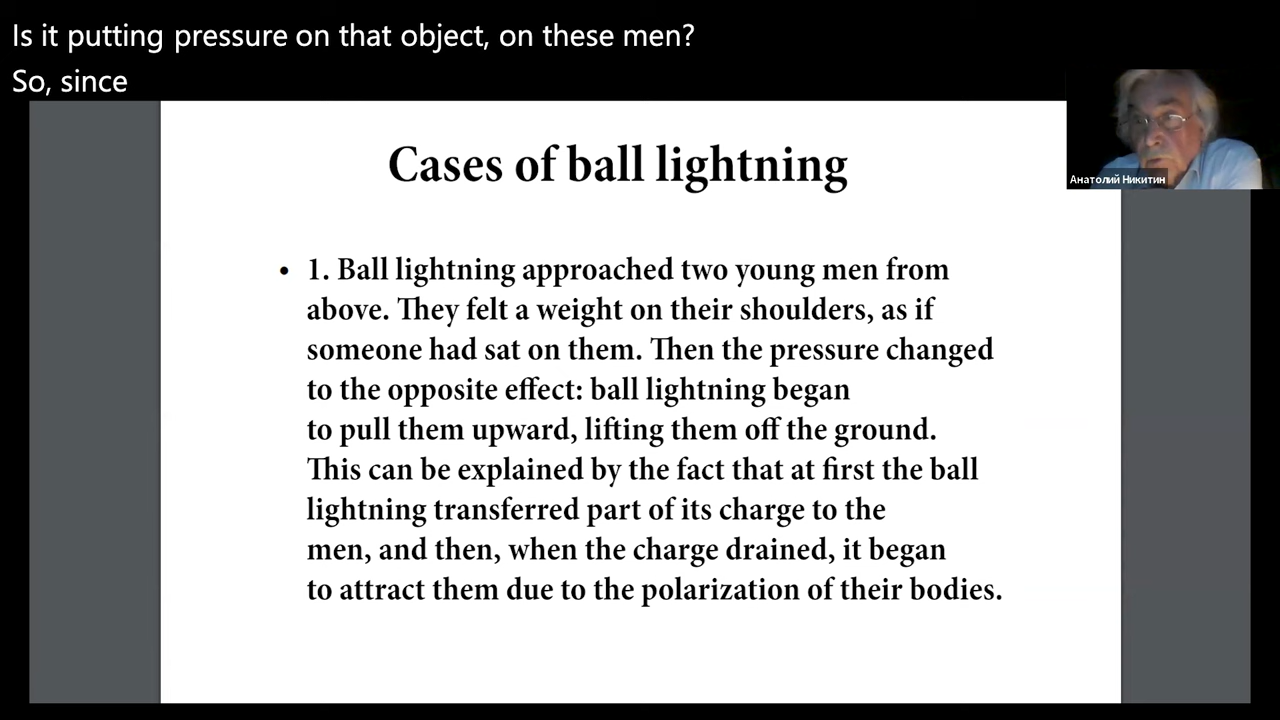 Is it putting pressure on that object, on these men?
So, since
Анатолий Никитин
Cases of ball lightning
• 1. Ball lightning approached two young men from
above. They felt a weight on their shoulders, as if
someone had sat on them. Then the pressure changed
to the opposite effect: ball lightning began
to pull them upward, lifting them off the ground.
This can be explained by the fact that at first the ball
lightning transferred part of its charge to the
men, and then, when the charge drained, it began
to attract them due to the polarization of their bodies.